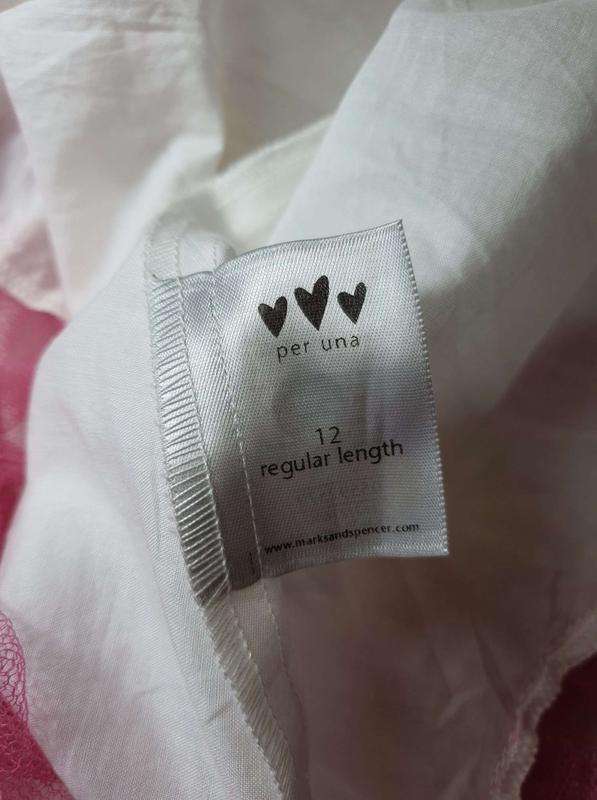 per una
12
regular length
www.marksandspencer.com